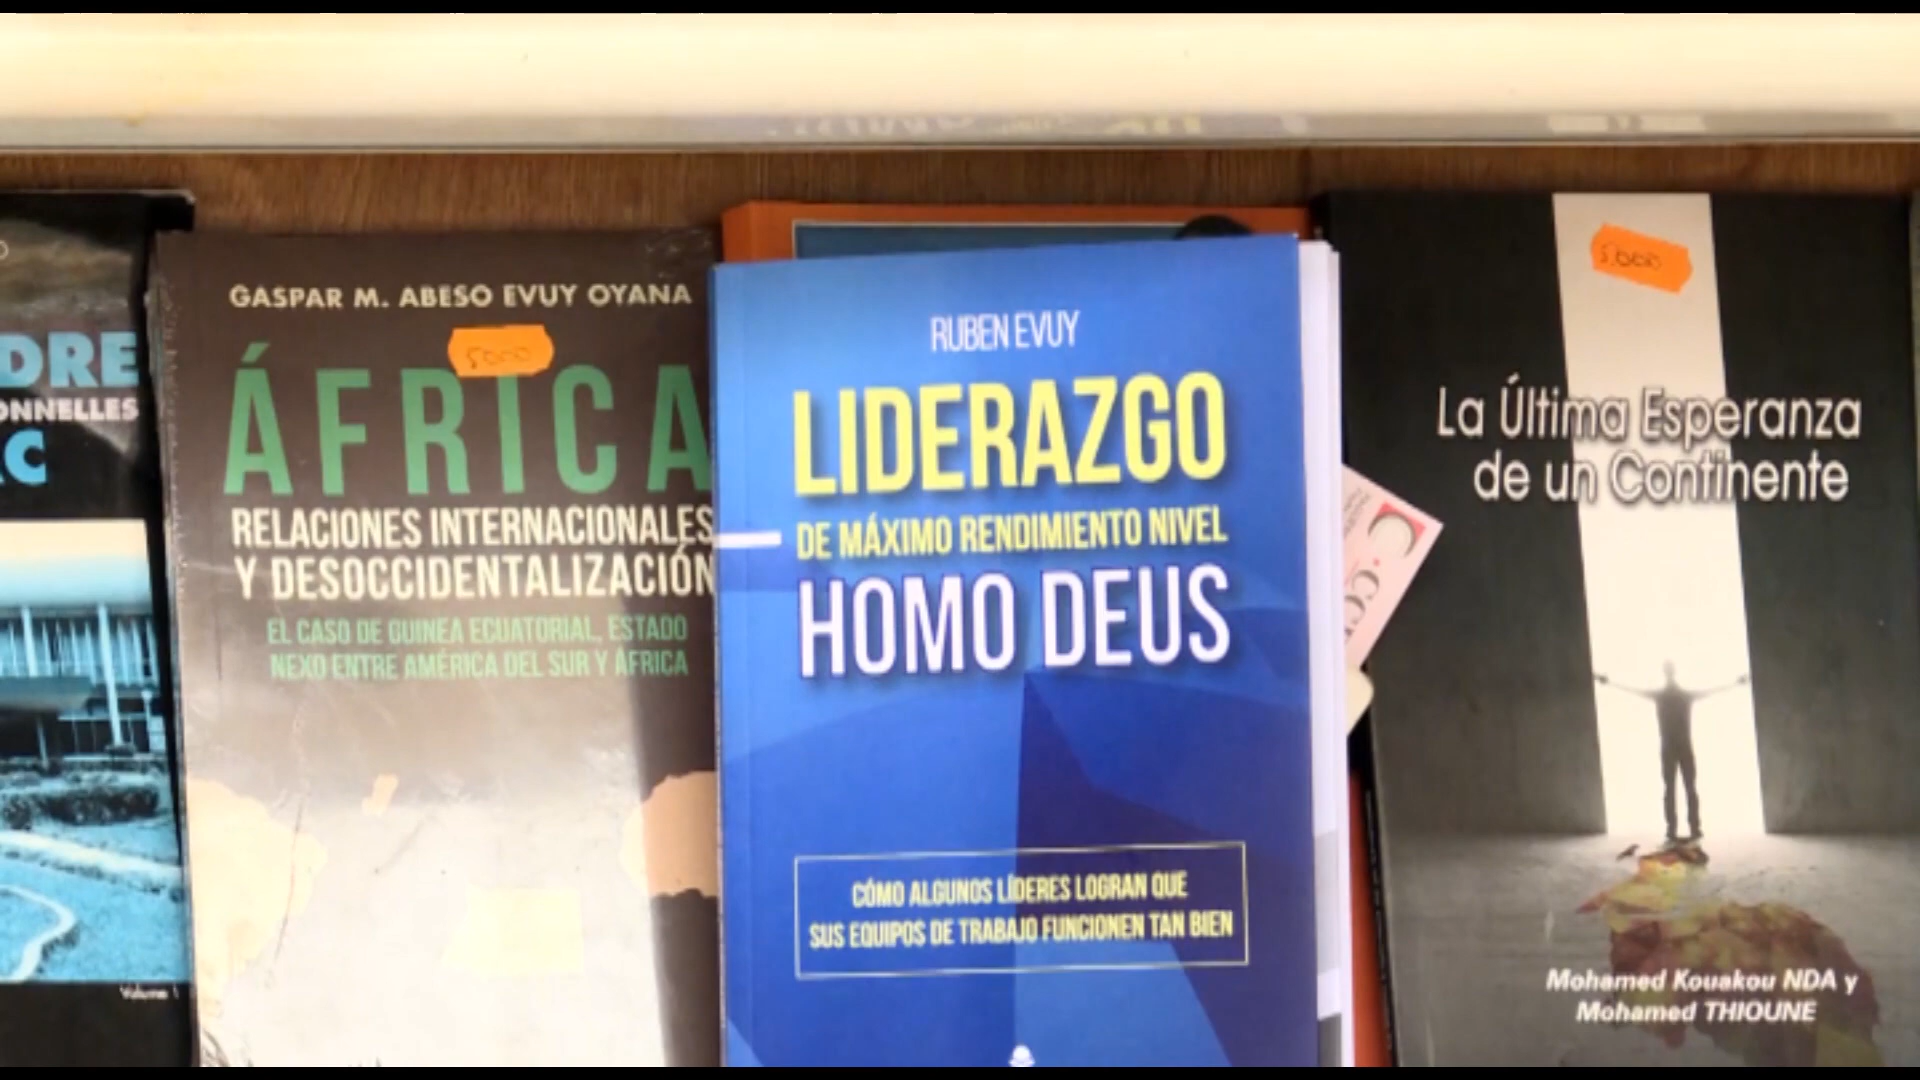 DRE
ONNELLES
C
Volume 1
GASPAR M. ABESO EVUY OYANA
5000
ÁFRICA
RELACIONES INTERNACIONALES
Y DESOCCIDENTALIZACIÓN
EL CASO DE GUINEA ECUATORIAL, ESTADO
NEXO ENTRE AMÉRICA DEL SUR Y ÁFRICA
RUBEN EVUY
LIDERAZGO
DE MÁXIMO RENDIMIENTO NIVEL
HOMO DEUS
CÓMO ALGUNOS LÍDERES LOGRAN QUE
SUS EQUIPOS DE TRABAJO FUNCIONEN TAN BIEN
5.000
La Última Esperanza
de un Continente
Mohamed Kouakou NDA y
Mohamed THIOUNE